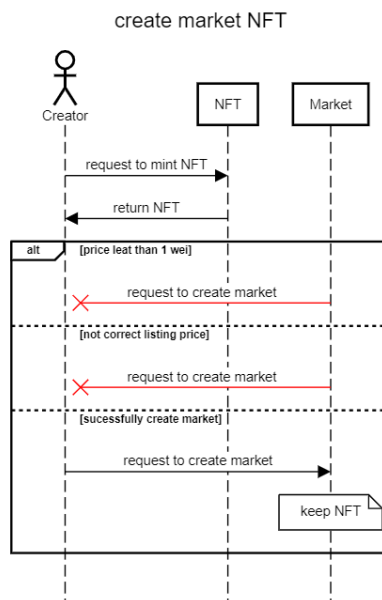 create market NFT
Creator
NFT
Market
request to mint NFT
return NFT
alt
[price leat than 1 wei]
request to create market
[not correct listing price]
request to create market
[sucessfully create market]
request to create market
keep NFT